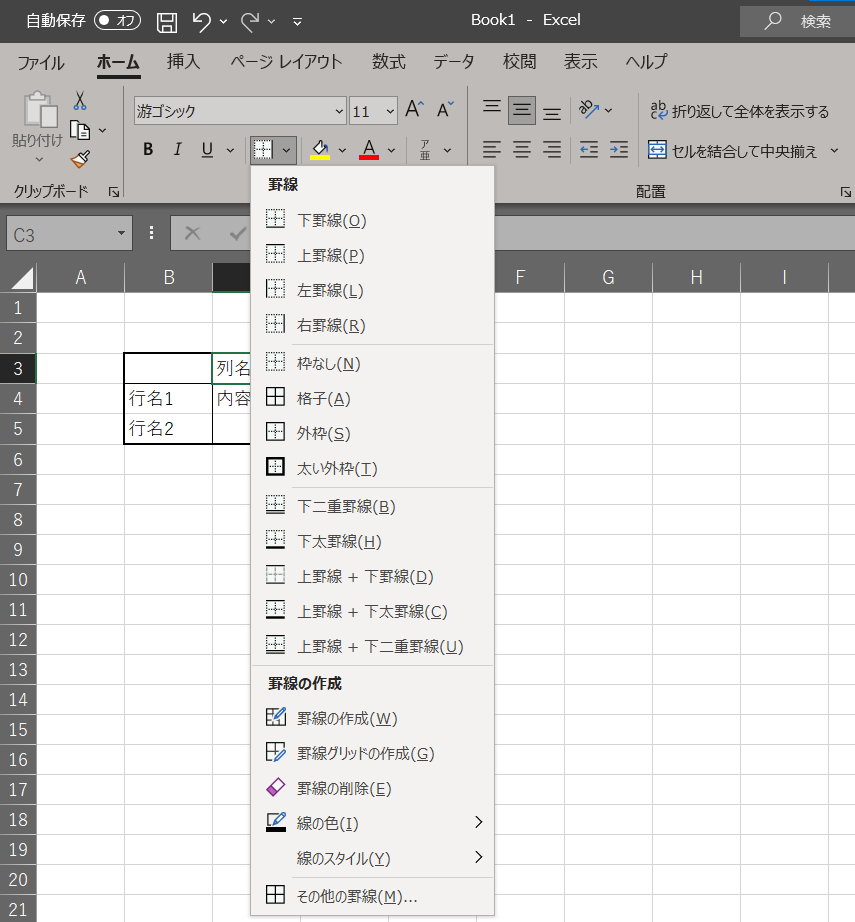 自動保存 オフ Book1 - Excel 検索
ファイル ホーム 挿入 ページ レイアウト 数式 データ 校閲 表示 ヘルプ
貼り付け
クリップボード
游ゴシック 11 A A
B I U A ア亜
折り返して全体を表示する
セルを結合して中央揃え
配置
C3
A B F G H I
1
2
3 列名
4 行名1 内容
5 行名2
6
7
8
9
10
11
12
13
14
15
16
17
18
19
20
21
罫線
下罫線(O)
上罫線(P)
左罫線(L)
右罫線(R)
枠なし(N)
格子(A)
外枠(S)
太い外枠(T)
下二重罫線(B)
下太罫線(H)
上罫線 + 下罫線(D)
上罫線 + 下太罫線(C)
上罫線 + 下二重罫線(U)
罫線の作成
罫線の作成(W)
罫線グリッドの作成(G)
罫線の削除(E)
線の色(I)
線のスタイル(Y)
その他の罫線(M)...